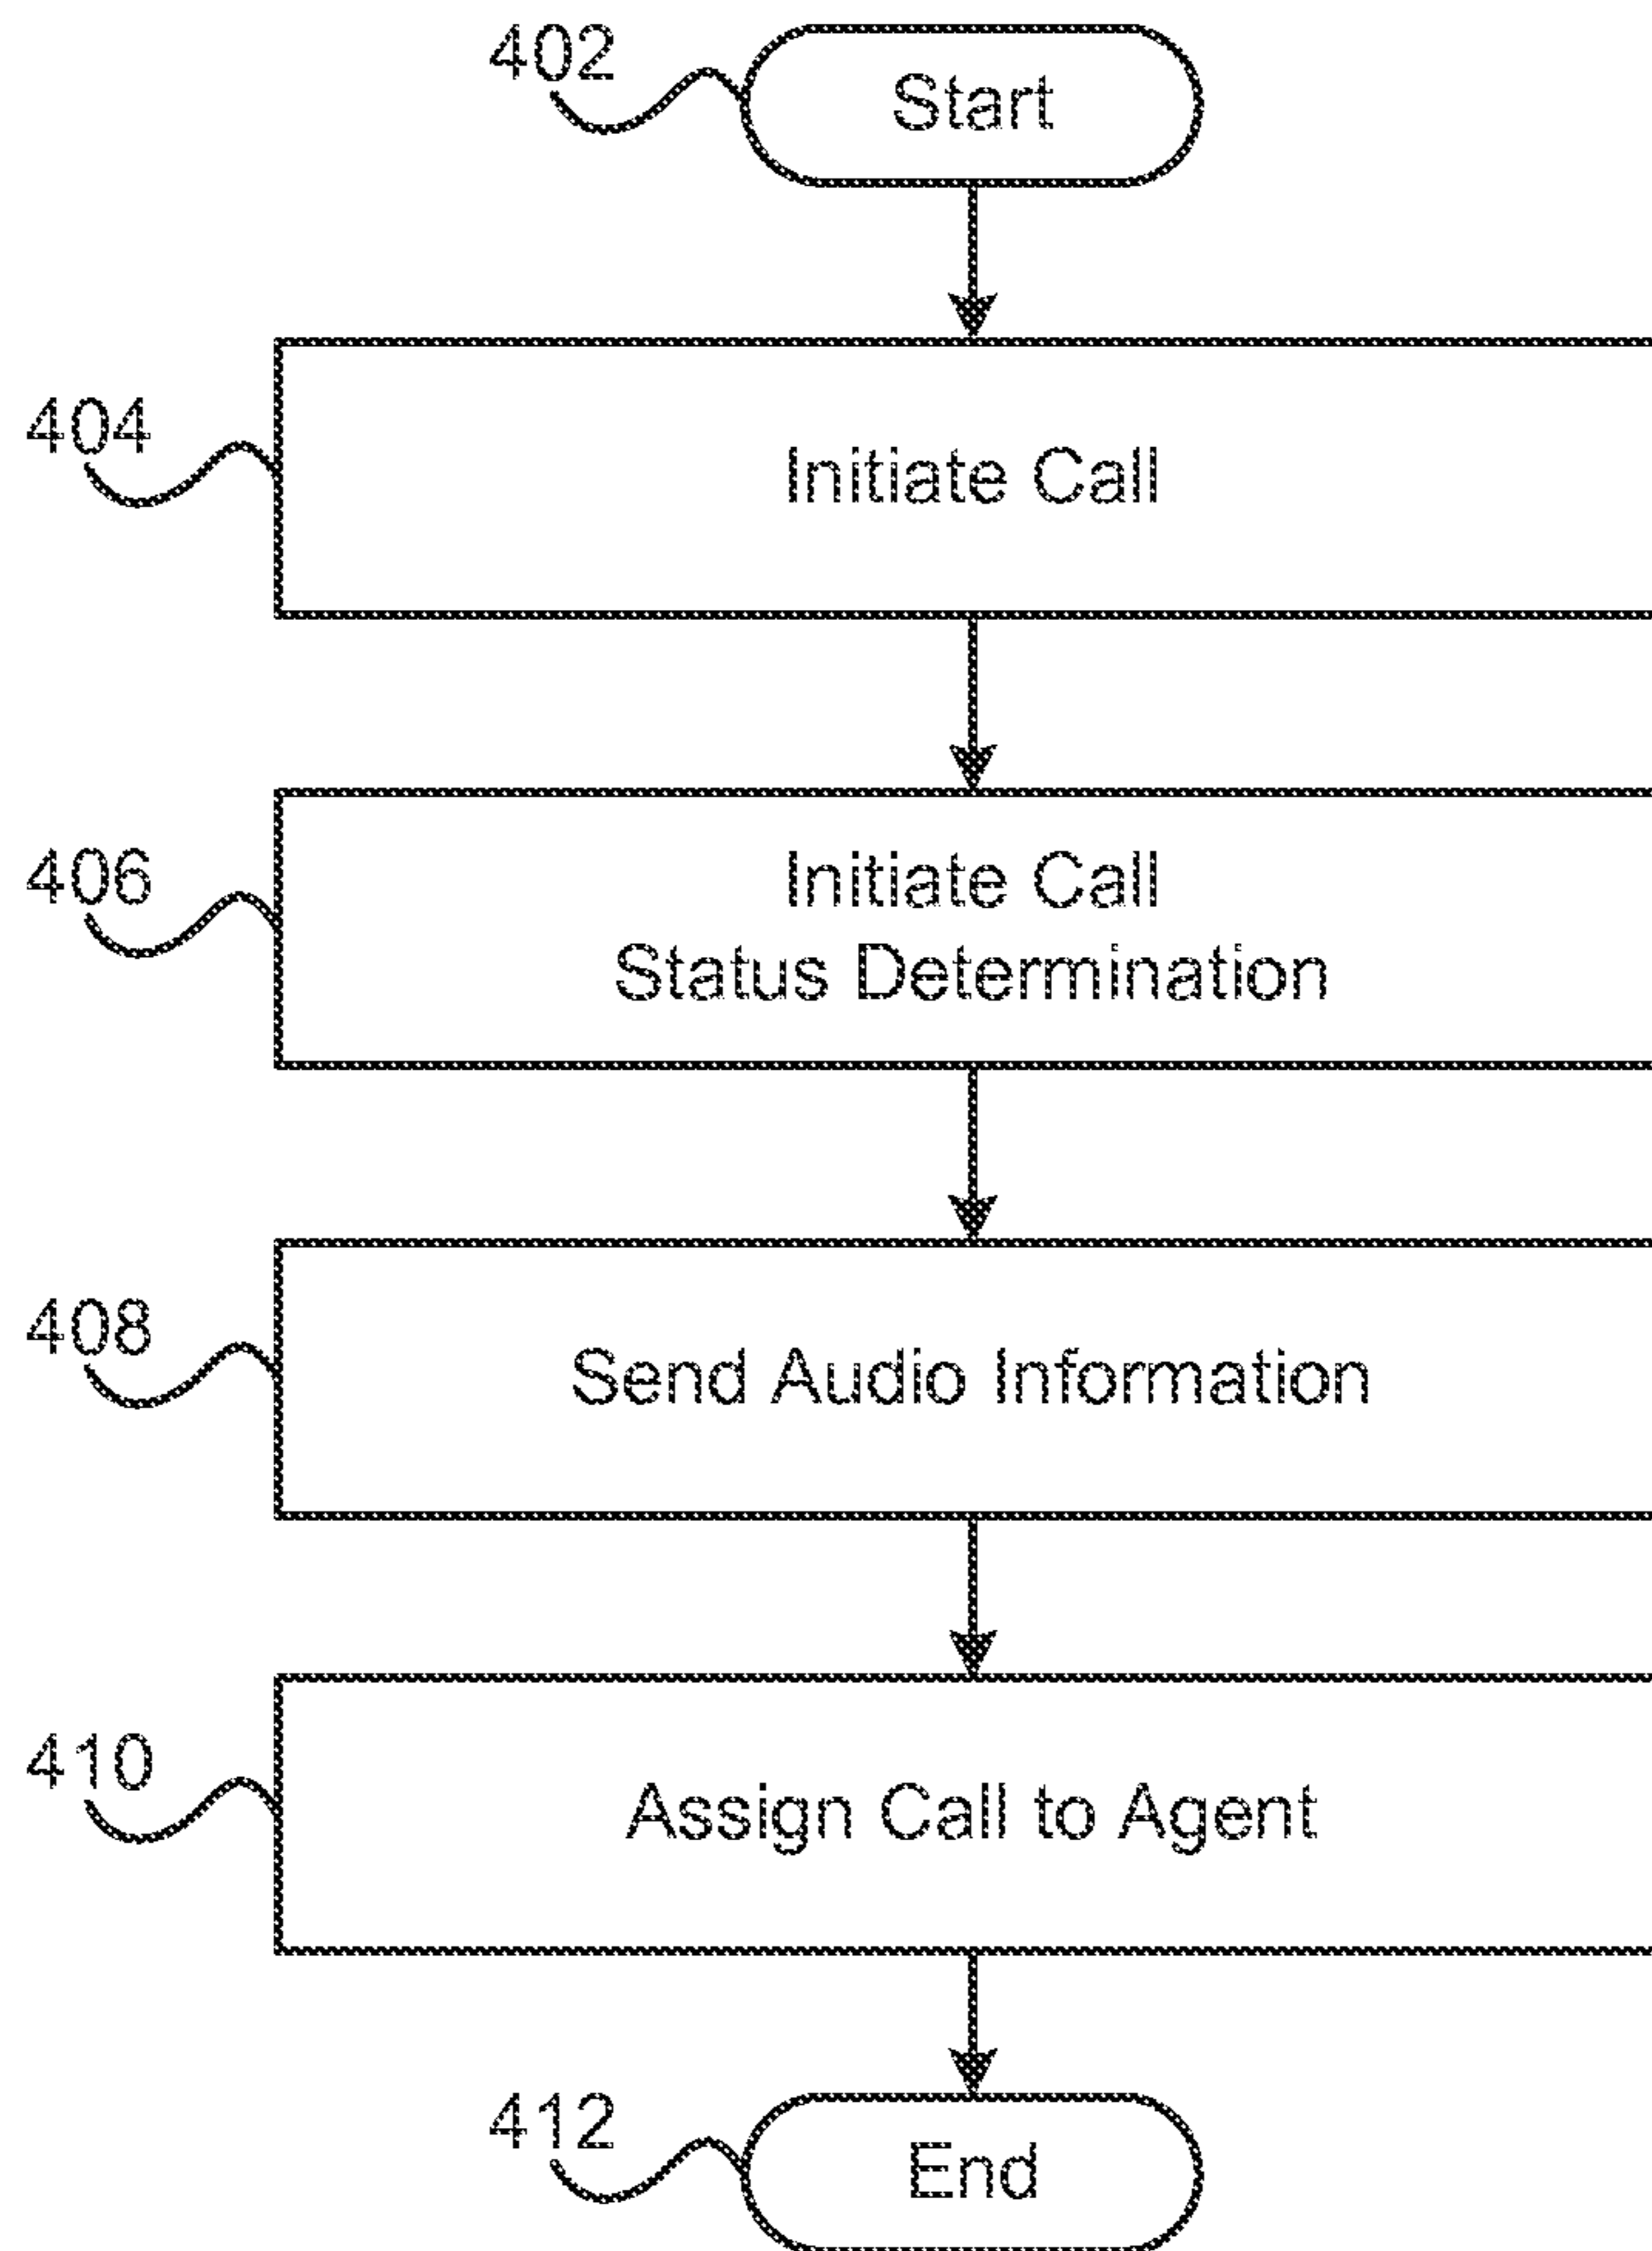 402
Start
404
Initiate Call
406
Initiate Call
Status Determination
408
Send Audio Information
410
Assign Call to Agent
412
End